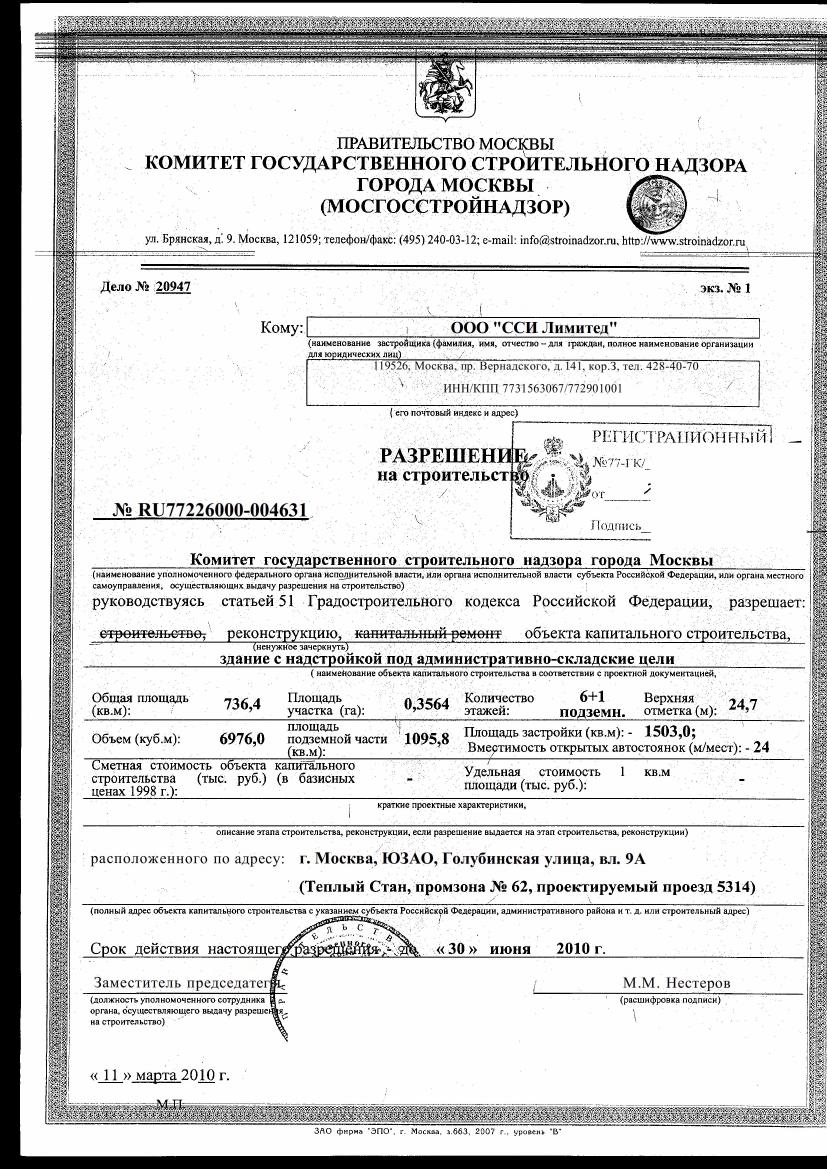 ПРАВИТЕЛЬСТВО МОСКВЫ
КОМИТЕТ ГОСУДАРСТВЕННОГО СТРОИТЕЛЬНОГО НАДЗОРА
ГОРОДА МОСКВЫ
(МОСГОССТРОЙНАДЗОР)
ул. Брянская, д. 9. Москва, 121059; телефон/факс: (495) 240-03-12; e-mail: info@stroinadzor.ru, http://www.stroinadzor.ru
Дело № 20947 экз. № 1
Кому: ООО "ССИ Лимитед"
(наименование застройщика (фамилия, имя, отчество – для граждан, полное наименование организации
для юридических лиц)
119526, Москва, пр. Вернадского, д.141, кор.3, тел. 428-40-70
ИНН/КПП 7731563067/772901001
( его почтовый индекс и адрес)
РЕГИСТРАЦИОННЫЙ
№77-ГК/
от
Подпись
РАЗРЕШЕНИЕ
на строительство
№ RU77226000-004631
Комитет государственного строительного надзора города Москвы
(наименование уполномоченного федерального органа исполнительной власти, или органа исполнительной власти субъекта Российской Федерации, или органа местного
самоуправления, осуществляющих выдачу разрешения на строительство)
руководствуясь статьей 51 Градостроительного кодекса Российской Федерации, разрешает:
строительство, реконструкцию, капитальный ремонт объекта капитального строительства,
(ненужное зачеркнуть)
здание с надстройкой под административно-складские цели
( наименование объекта капитального строительства в соответствии с проектной документацией,
Общая площадь (кв.м): 736,4 Площадь участка (га): 0,3564 Количество этажей: 6+1 подземн. Верхняя отметка (м): 24,7
Объем (куб.м): 6976,0 площадь подземной части (кв.м): 1095,8 Площадь застройки (кв.м): - 1503,0;
Вместимость открытых автостоянок (м/мест): - 24
Сметная стоимость объекта капитального строительства (тыс. руб.) (в базисных ценах 1998 г.): - Удельная стоимость 1 кв.м площади (тыс. руб.): -
краткие проектные характеристики,
описание этапа строительства, реконструкции, если разрешение выдается на этап строительства, реконструкции)
расположенного по адресу: г. Москва, ЮЗАО, Голубинская улица, вл. 9А
(Теплый Стан, промзона № 62, проектируемый проезд 5314)
(полный адрес объекта капитального строительства с указанием субъекта Российской Федерации, административного района и т. д. или строительный адрес)
Срок действия настоящего разрешения до « 30 » июня 2010 г.
Заместитель председателя М.М. Нестеров
(должность уполномоченного сотрудника (расшифровка подписи)
органа, осуществляющего выдачу разрешения
на строительство)
« 11 » марта 2010 г.
М.П.
ЗАО фирма "ЭПО", г. Москва, з.663, 2007 г., уровень "В"